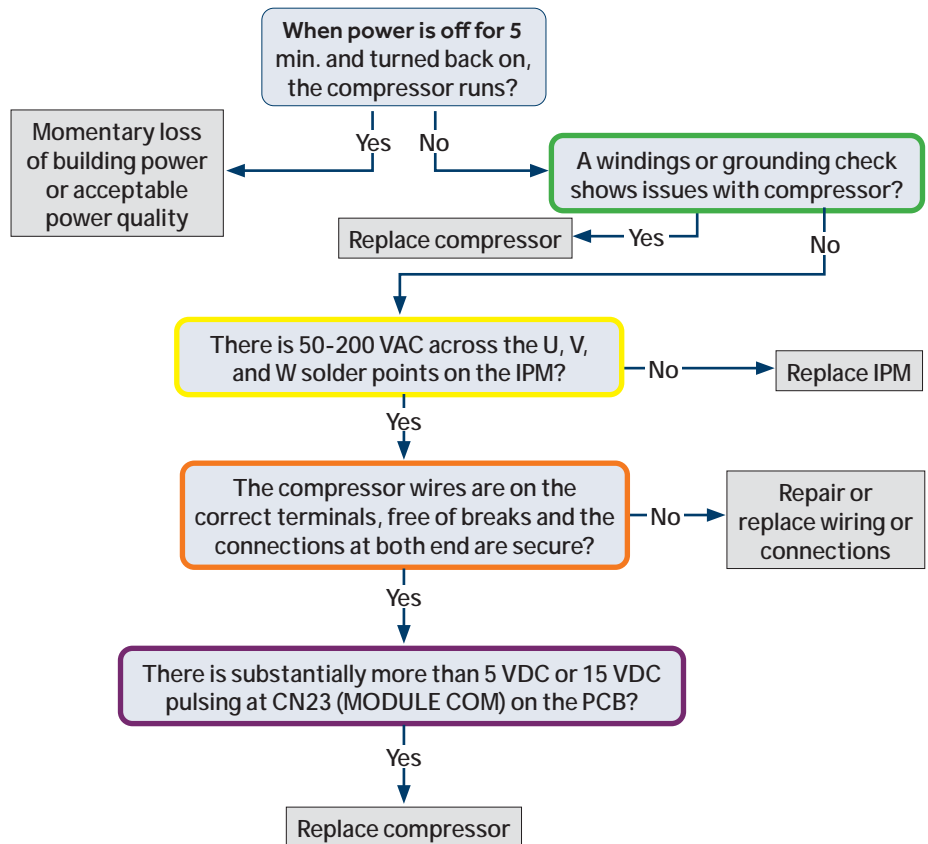 When power is off for 5
min. and turned back on,
the compressor runs?
Yes
No
Momentary loss
of building power
or acceptable
power quality
A windings or grounding check
shows issues with compressor?
Replace compressor
Yes
No
There is 50-200 VAC across the U, V,
and W solder points on the IPM?
No
Replace IPM
Yes
The compressor wires are on the
correct terminals, free of breaks and the
connections at both end are secure?
No
Repair or
replace wiring or
connections
Yes
There is substantially more than 5 VDC or 15 VDC
pulsing at CN23 (MODULE COM) on the PCB?
Yes
Replace compressor